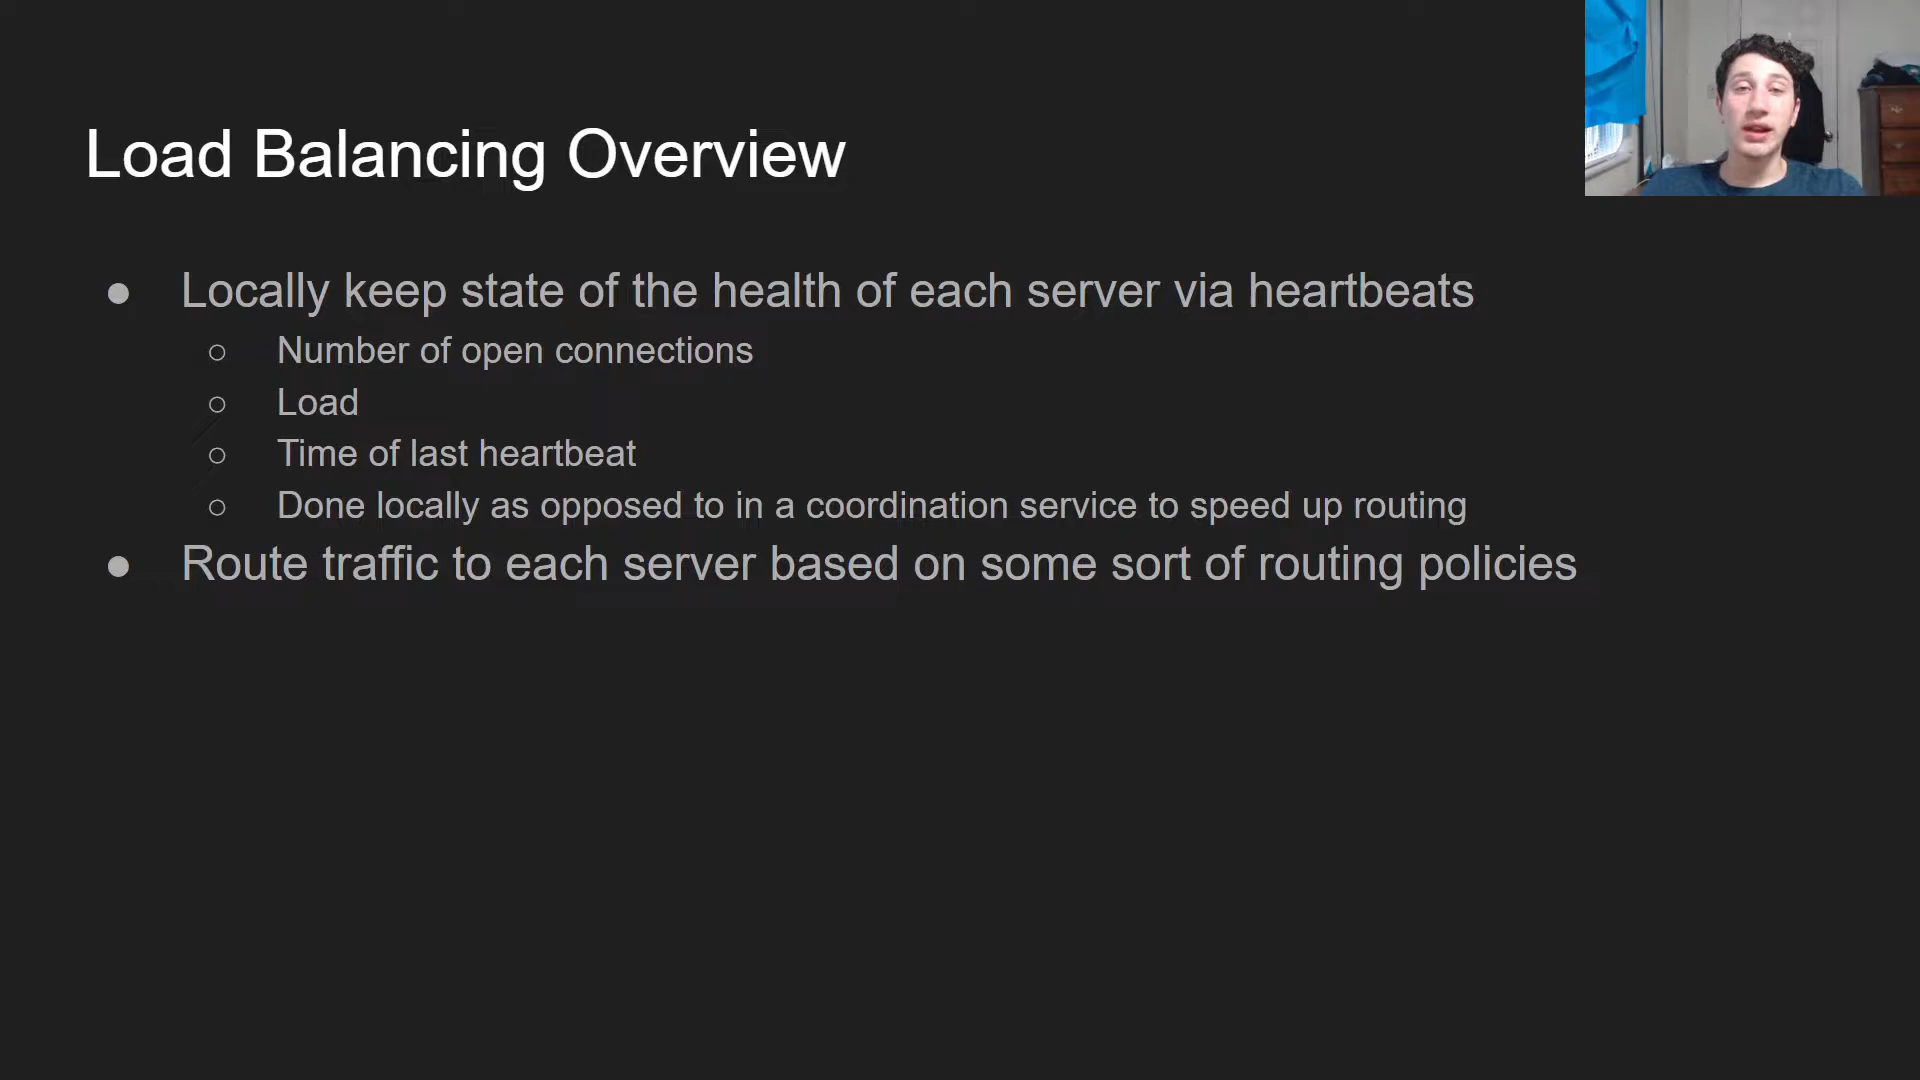 Load Balancing Overview
● Locally keep state of the health of each server via heartbeats
○ Number of open connections
○ Load
○ Time of last heartbeat
○ Done locally as opposed to in a coordination service to speed up routing
● Route traffic to each server based on some sort of routing policies